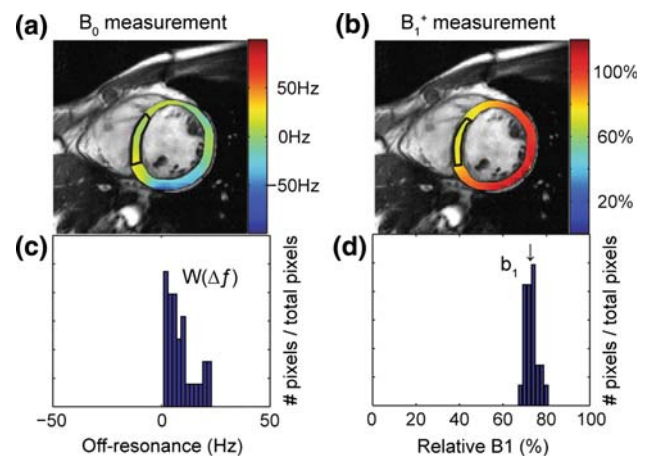 (a) B₀ measurement
50Hz
0Hz
−50Hz
(b) B₁⁺ measurement
100%
60%
20%
(c)
W(Δf)
# pixels / total pixels
−50 0 50
Off-resonance (Hz)
(d)
b₁
↓
# pixels / total pixels
0 20 40 60 80 100
Relative B1 (%)